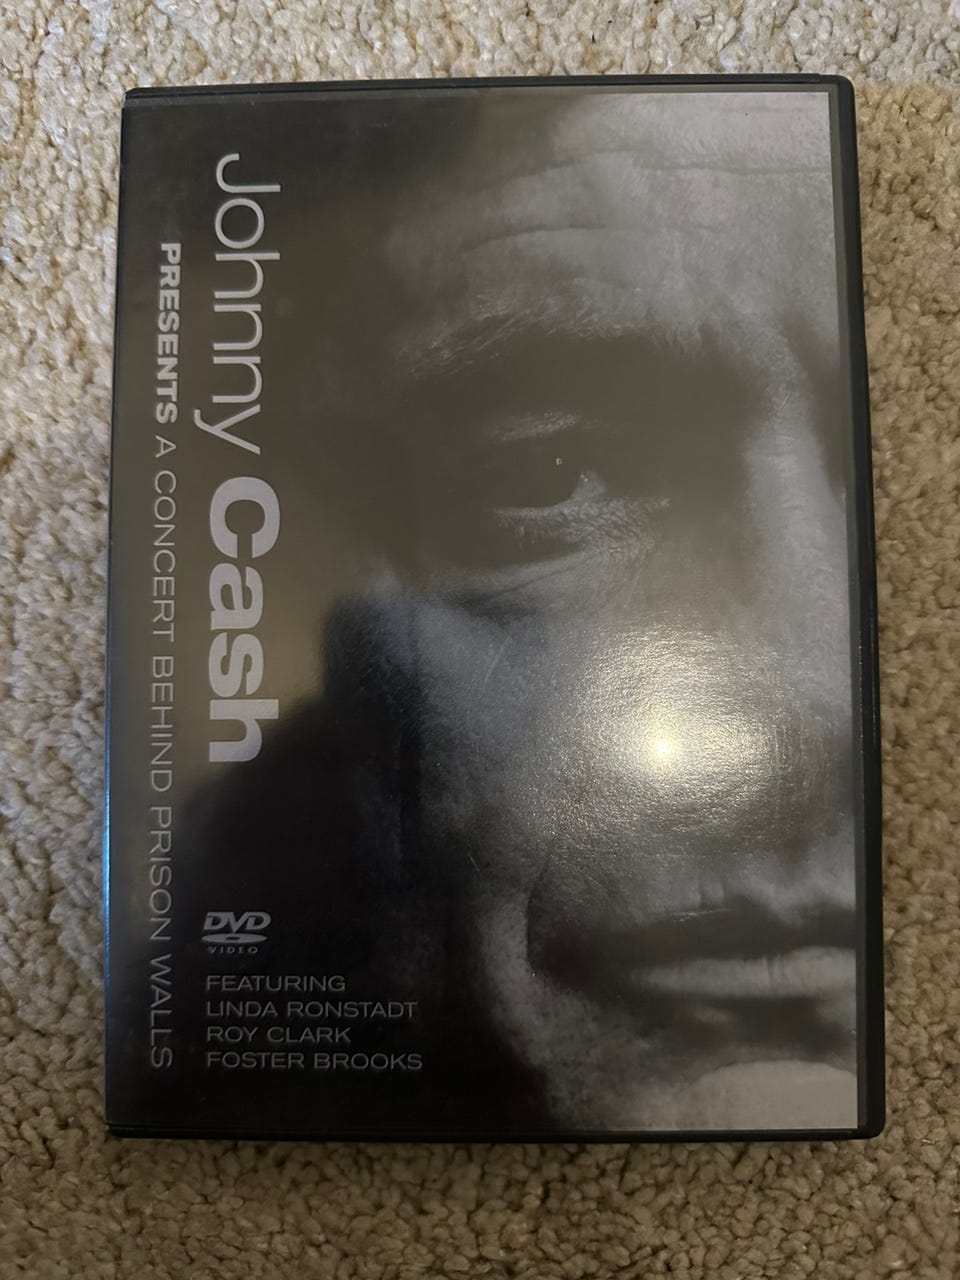 Johnny Cash
PRESENTS A CONCERT BEHIND PRISON WALLS
DVD
VIDEO
FEATURING
LINDA RONSTADT
ROY CLARK
FOSTER BROOKS